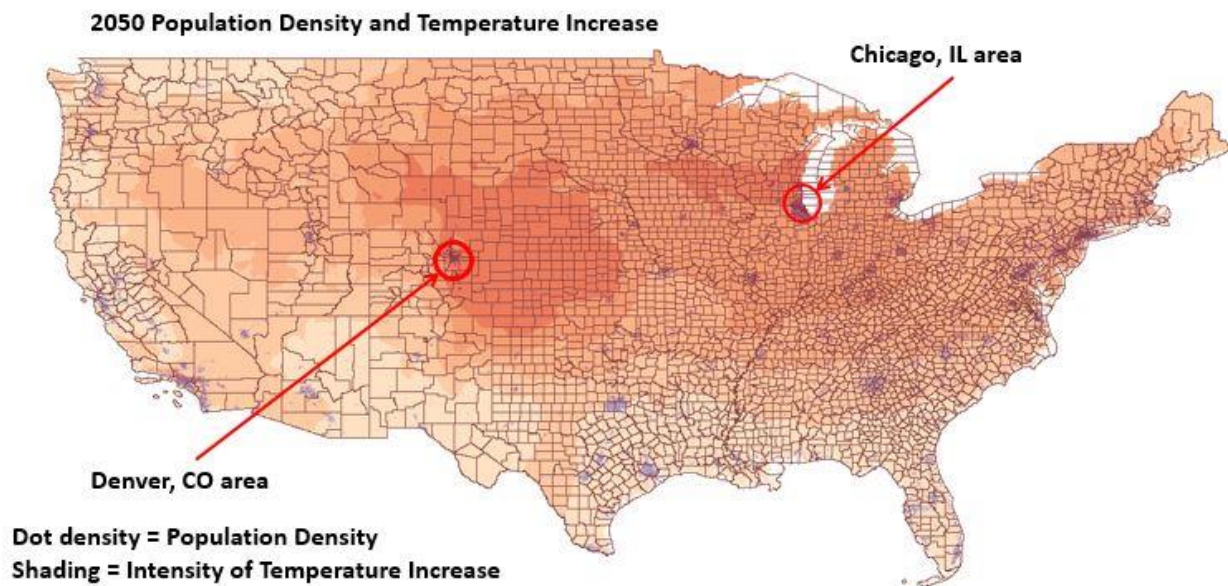 2050 Population Density and Temperature Increase
Chicago, IL area
Denver, CO area
Dot density = Population Density
Shading = Intensity of Temperature Increase